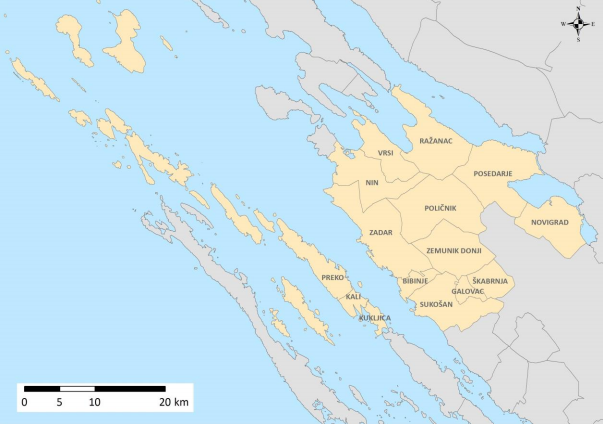 N
W E
S
RAŽANAC
VRSI
POSEDARJE
NIN
POLIČNIK
NOVIGRAD
ZADAR
ZEMUNIK DONJI
PREKO
BIBINJE
ŠKABRNJA
GALOVAC
KALI
SUKOŠAN
KUKLJICA
0 5 10 20 km